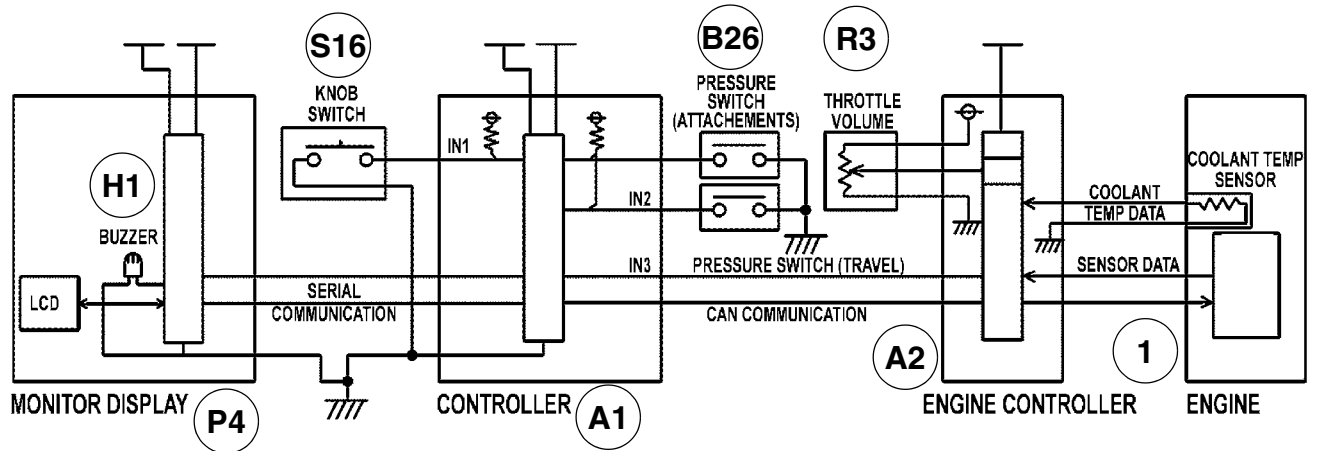 S16
B26
R3
KNOB
SWITCH
PRESSURE
SWITCH
(ATTACHEMENTS)
THROTTLE
VOLUME
H1
BUZZER
LCD
IN1
IN2
IN3
PRESSURE SWITCH (TRAVEL)
SERIAL
COMMUNICATION
CAN COMMUNICATION
COOLANT TEMP
SENSOR
COOLANT
TEMP DATA
SENSOR DATA
A2
1
MONITOR DISPLAY
P4
CONTROLLER
A1
ENGINE CONTROLLER
ENGINE